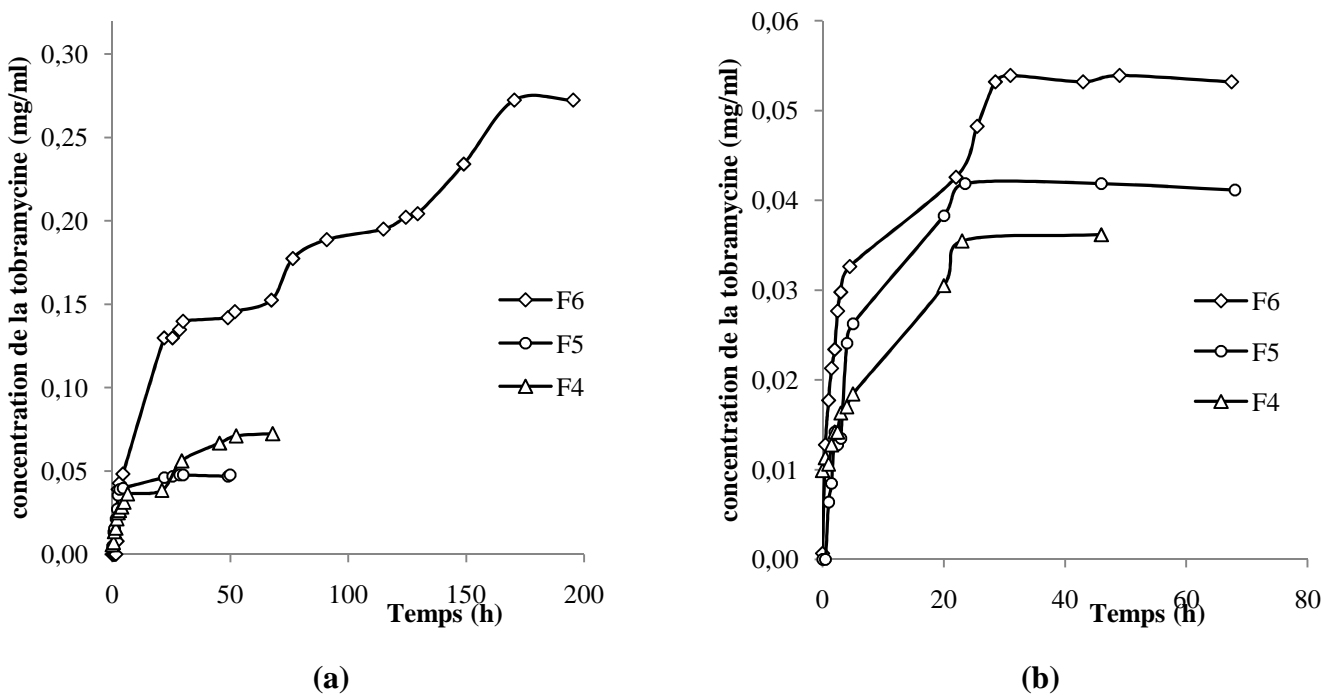 concentration de la tobramycine (mg/ml)
0,30
0,25
0,20
0,15
0,10
0,05
0,00
0
50
100
150
200
Temps (h)
F6
F5
F4
(a)
concentration de la tobramycine (mg/ml)
0,06
0,05
0,04
0,03
0,02
0,01
0,00
0
20
40
60
80
Temps (h)
F6
F5
F4
(b)